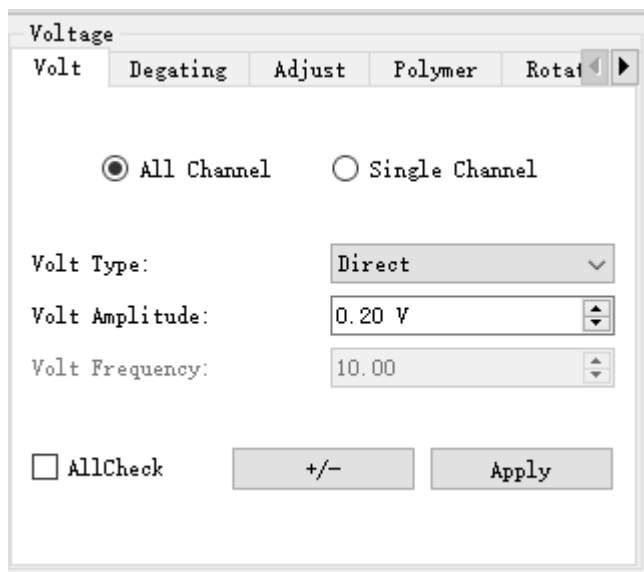 Voltage
Volt Degating Adjust Polymer Rotat
All Channel Single Channel
Volt Type: Direct
Volt Amplitude: 0.20 V
Volt Frequency: 10.00
AllCheck +/- Apply